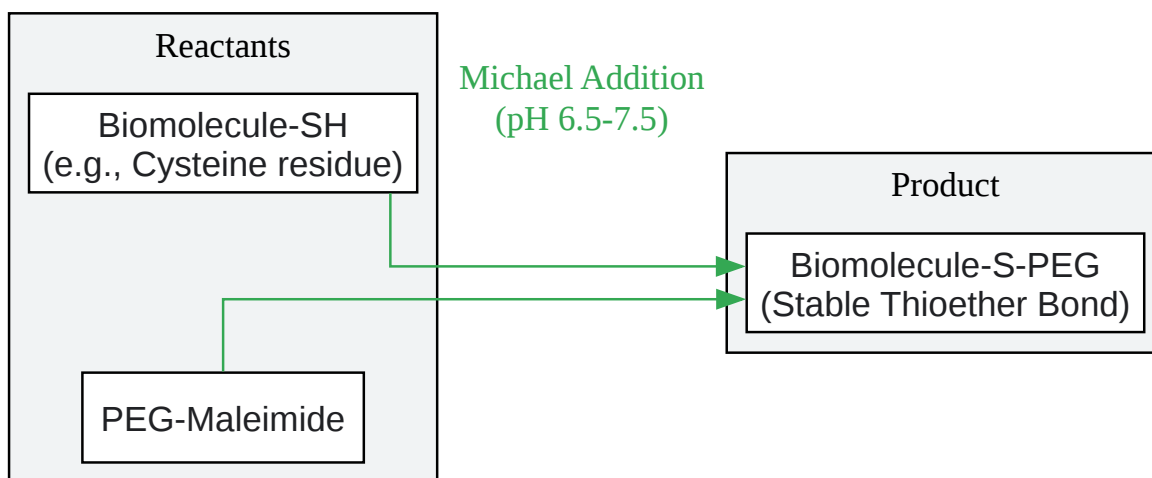 Reactants
Biomolecule-SH
(e.g., Cysteine residue)
PEG-Maleimide
Michael Addition
(pH 6.5-7.5)
Product
Biomolecule-S-PEG
(Stable Thioether Bond)